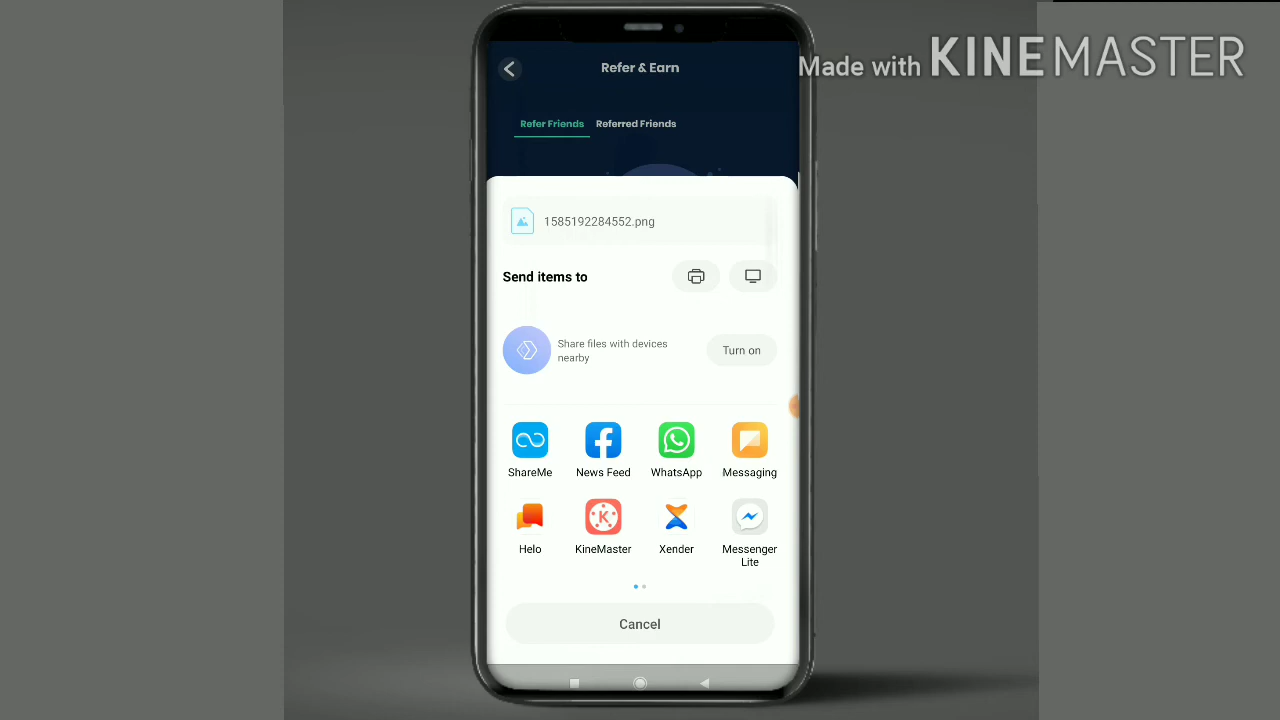 Made with KINEMASTER
Refer & Earn
Refer Friends Referred Friends
1585192284552.png
Send items to
Share files with devices
nearby
Turn on
ShareMe News Feed WhatsApp Messaging
Helo KineMaster Xender Messenger
Lite
Cancel